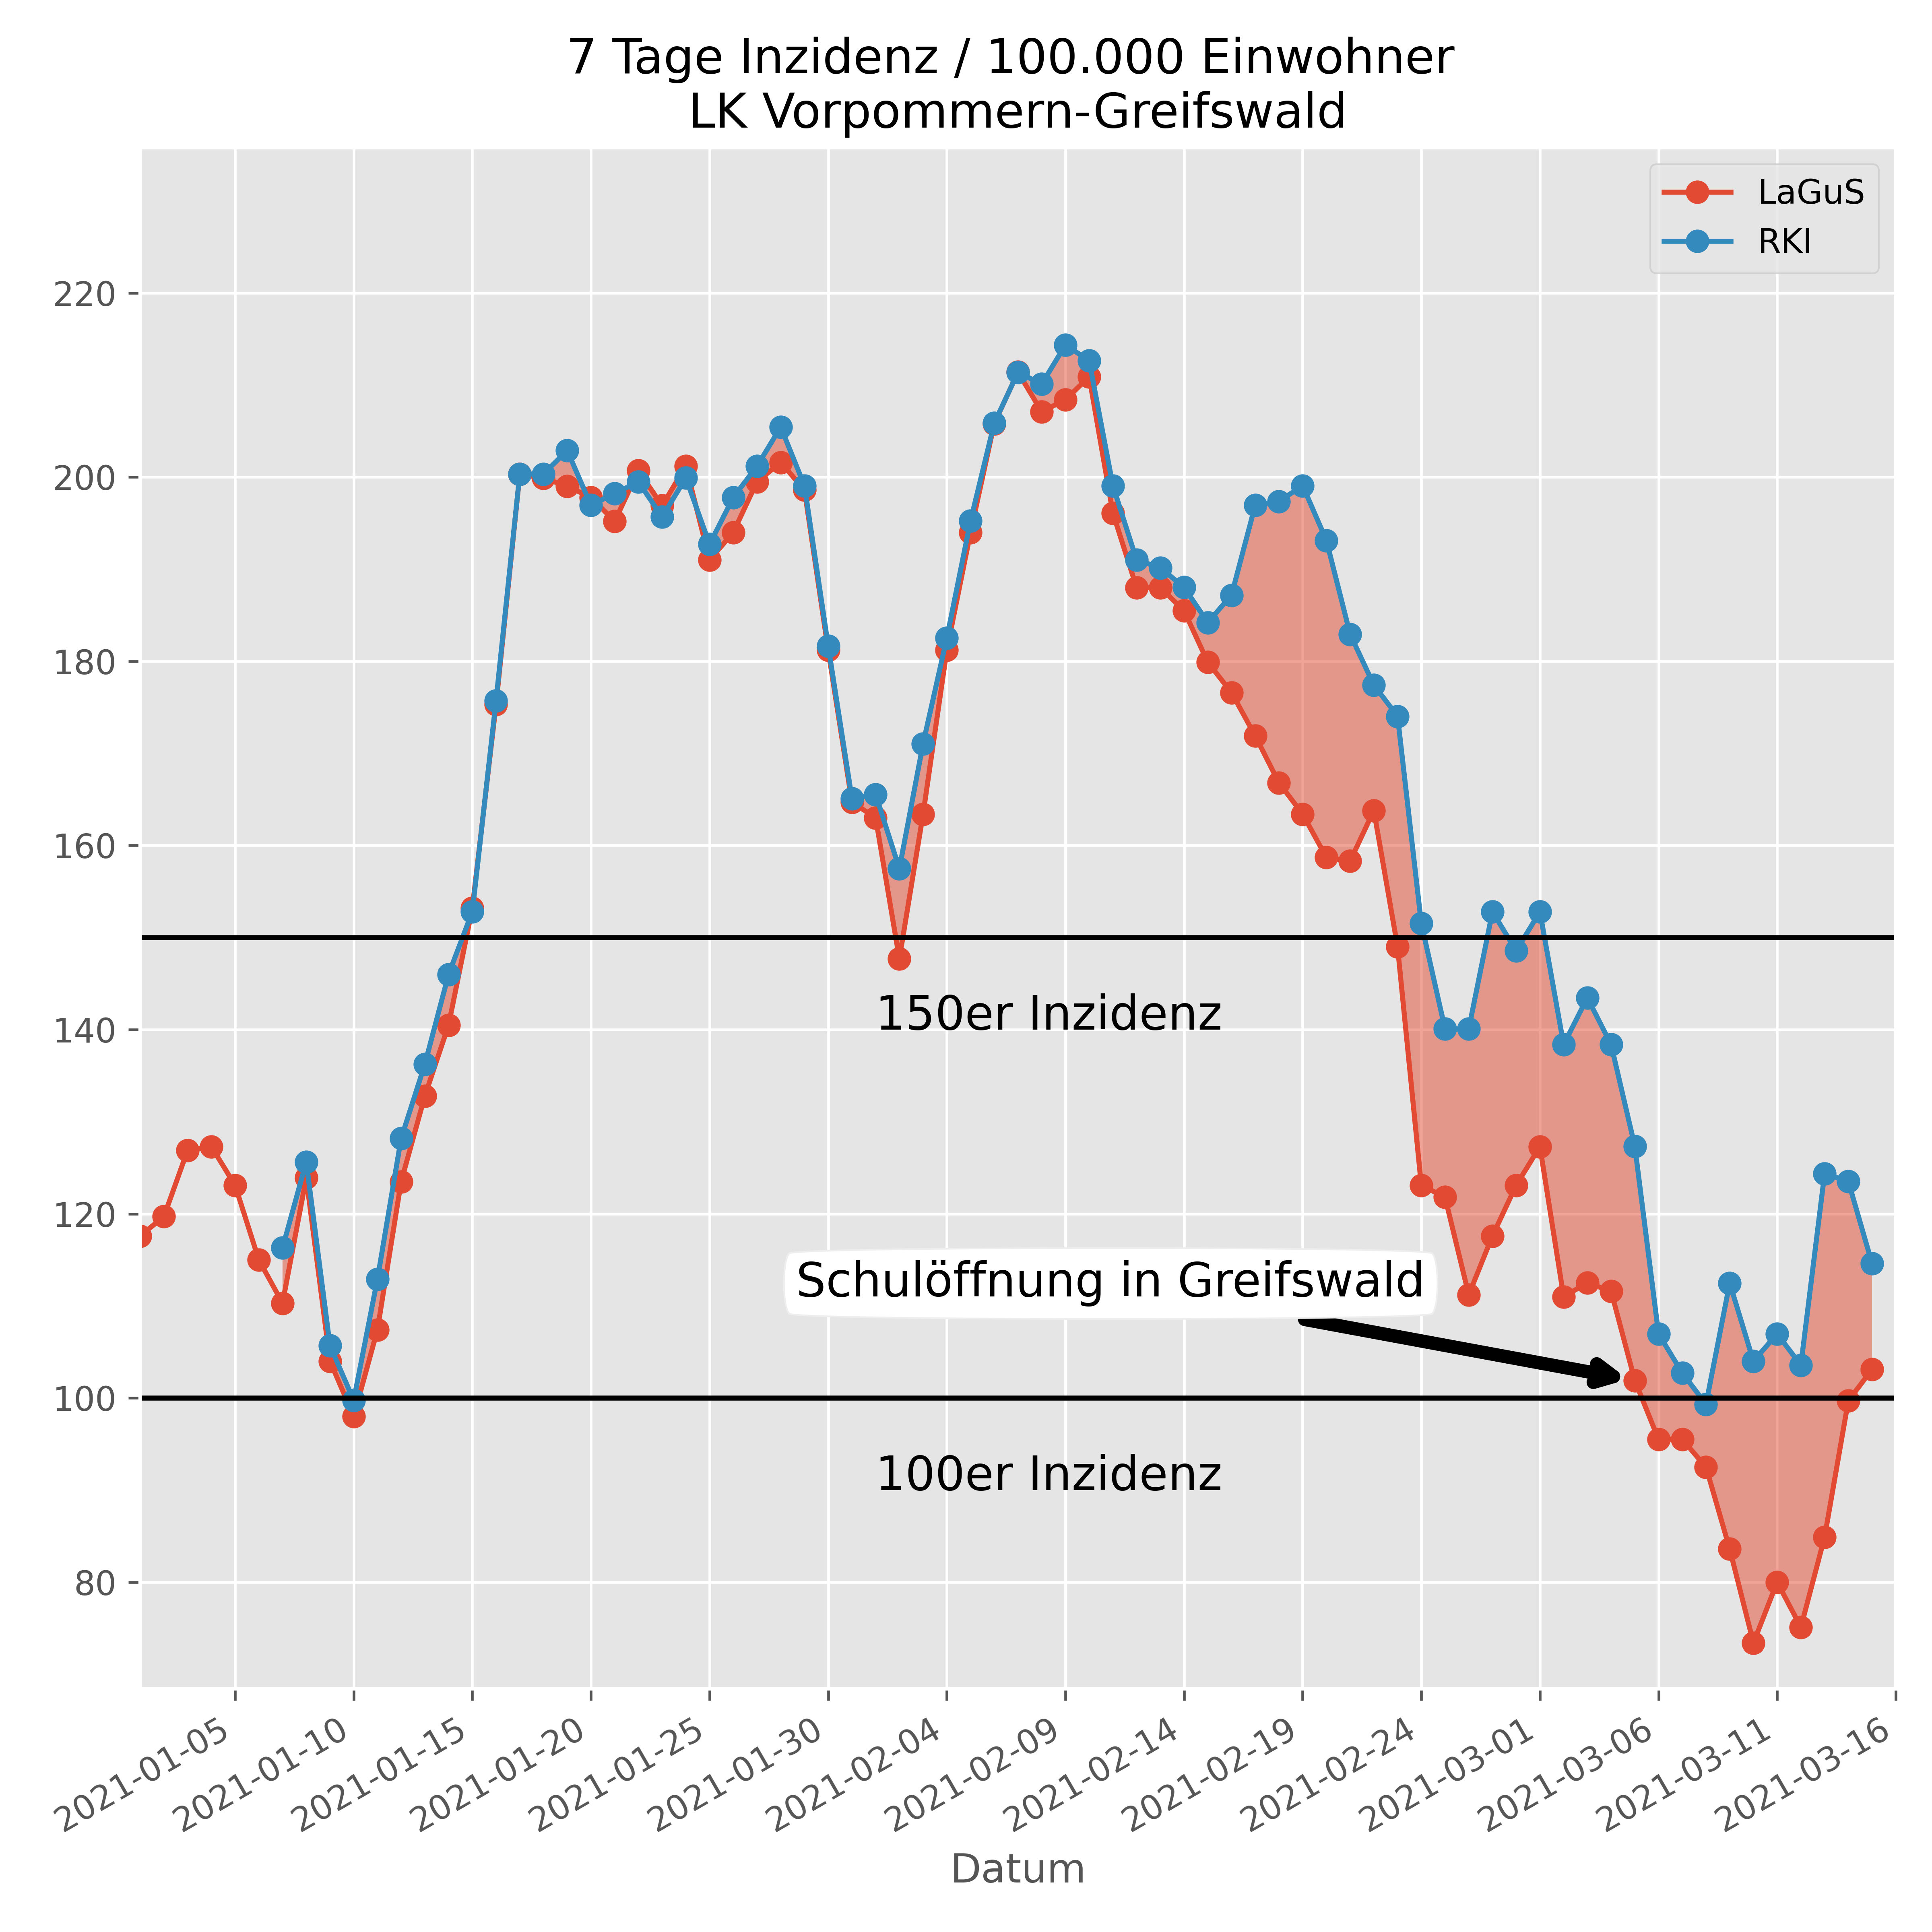 7 Tage Inzidenz / 100.000 Einwohner
LK Vorpommern-Greifswald
LaGuS
RKI
220
200
180
160
150er Inzidenz
140
120
Schulöffnung in Greifswald
100
100er Inzidenz
80
2021-01-05
2021-01-10
2021-01-15
2021-01-20
2021-01-25
2021-01-30
2021-02-04
2021-02-09
2021-02-14
2021-02-19
2021-02-24
2021-03-01
2021-03-06
2021-03-11
2021-03-16
Datum